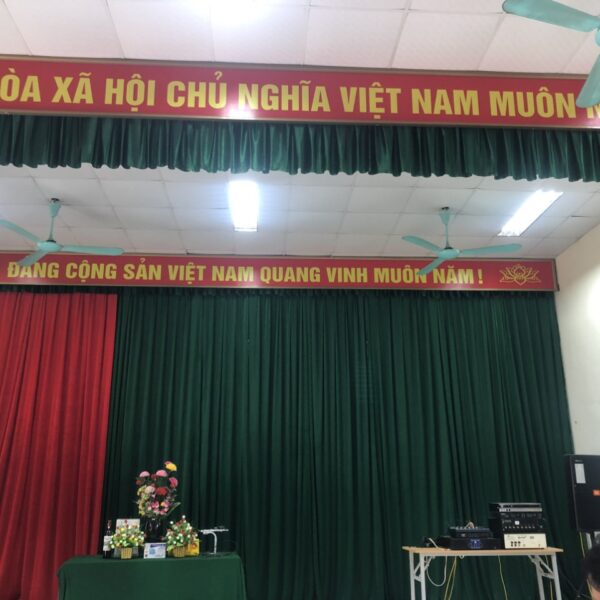 ÒA XÃ HỘI CHỦ NGHĨA VIỆT NAM MUÔN
ĐẢNG CỘNG SẢN VIỆT NAM QUANG VINH MUÔN NĂM !